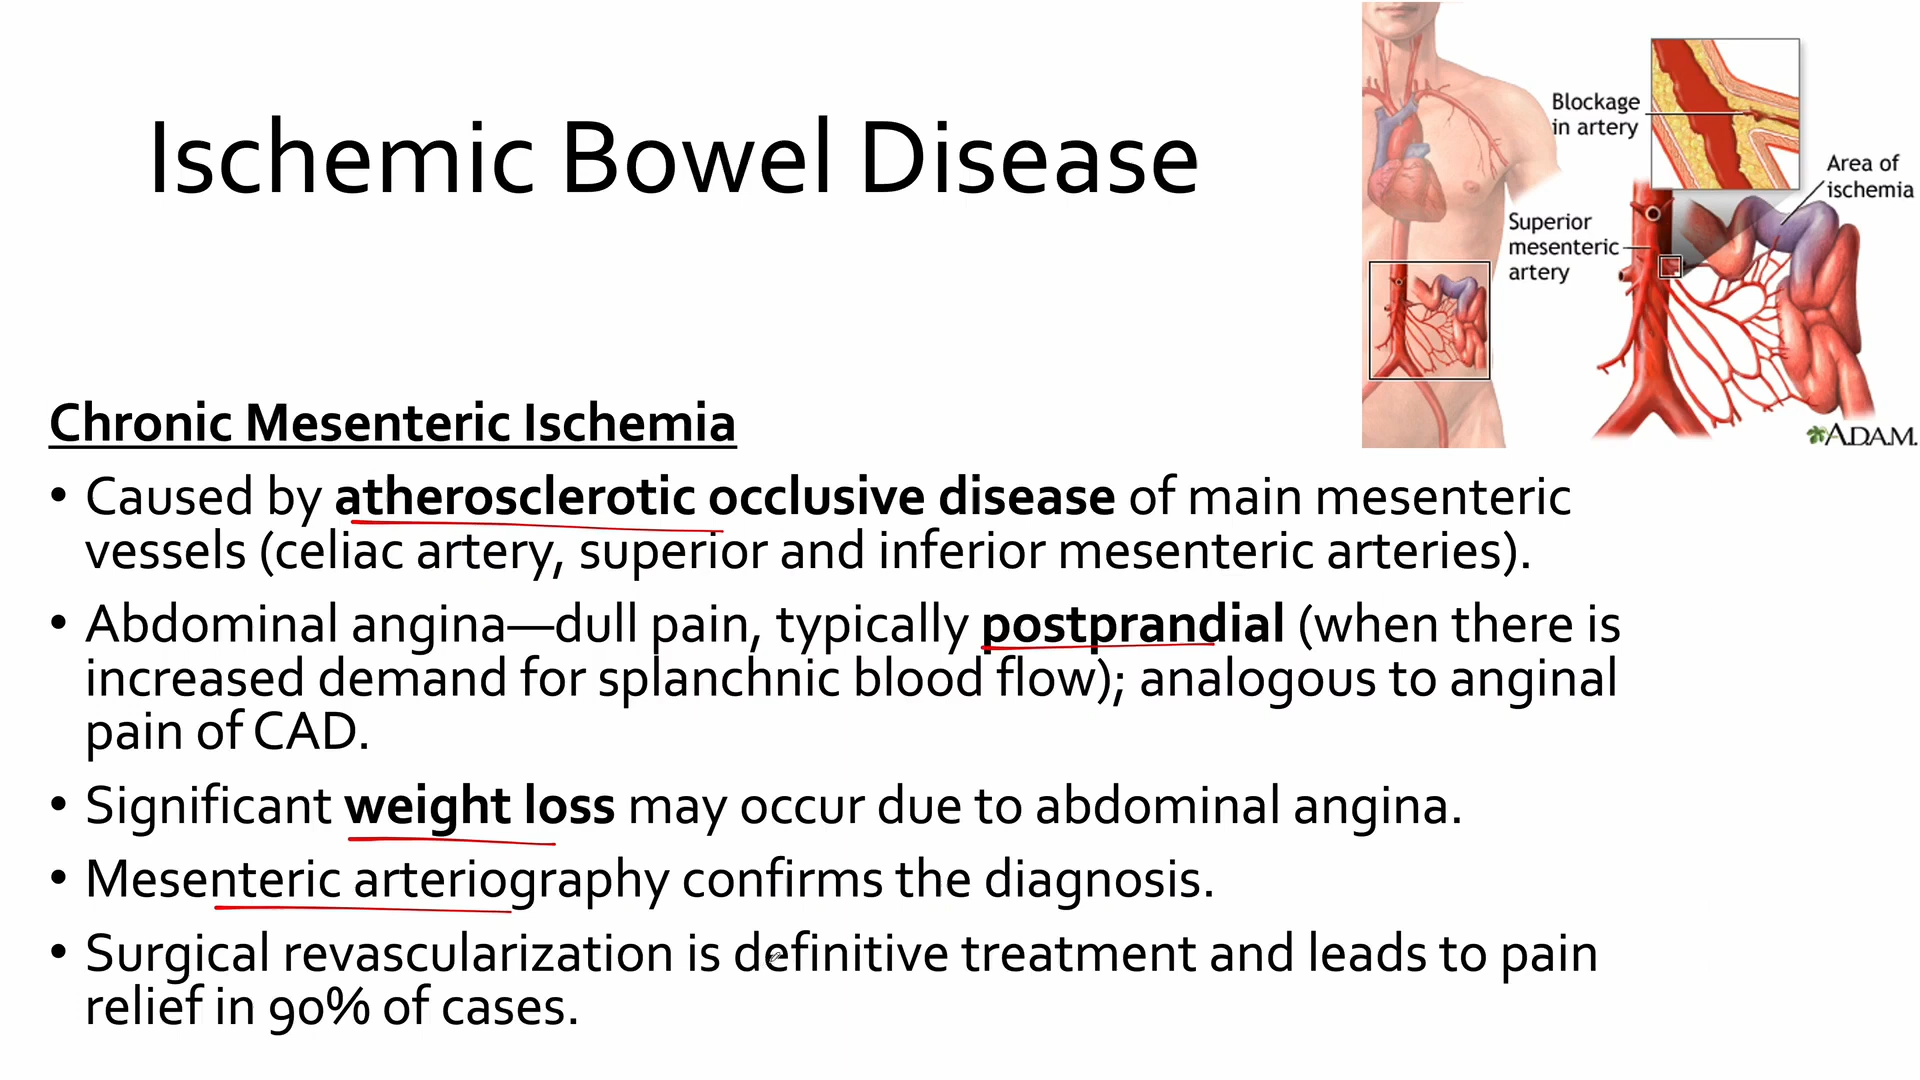 Ischemic Bowel Disease
Blockage
in artery
Area of
ischemia
Superior
mesenteric
artery
A.D.A.M.
Chronic Mesenteric Ischemia
• Caused by atherosclerotic occlusive disease of main mesenteric
vessels (celiac artery, superior and inferior mesenteric arteries).
• Abdominal angina—dull pain, typically postprandial (when there is
increased demand for splanchnic blood flow); analogous to anginal
pain of CAD.
• Significant weight loss may occur due to abdominal angina.
• Mesenteric arteriography confirms the diagnosis.
• Surgical revascularization is definitive treatment and leads to pain
relief in 90% of cases.